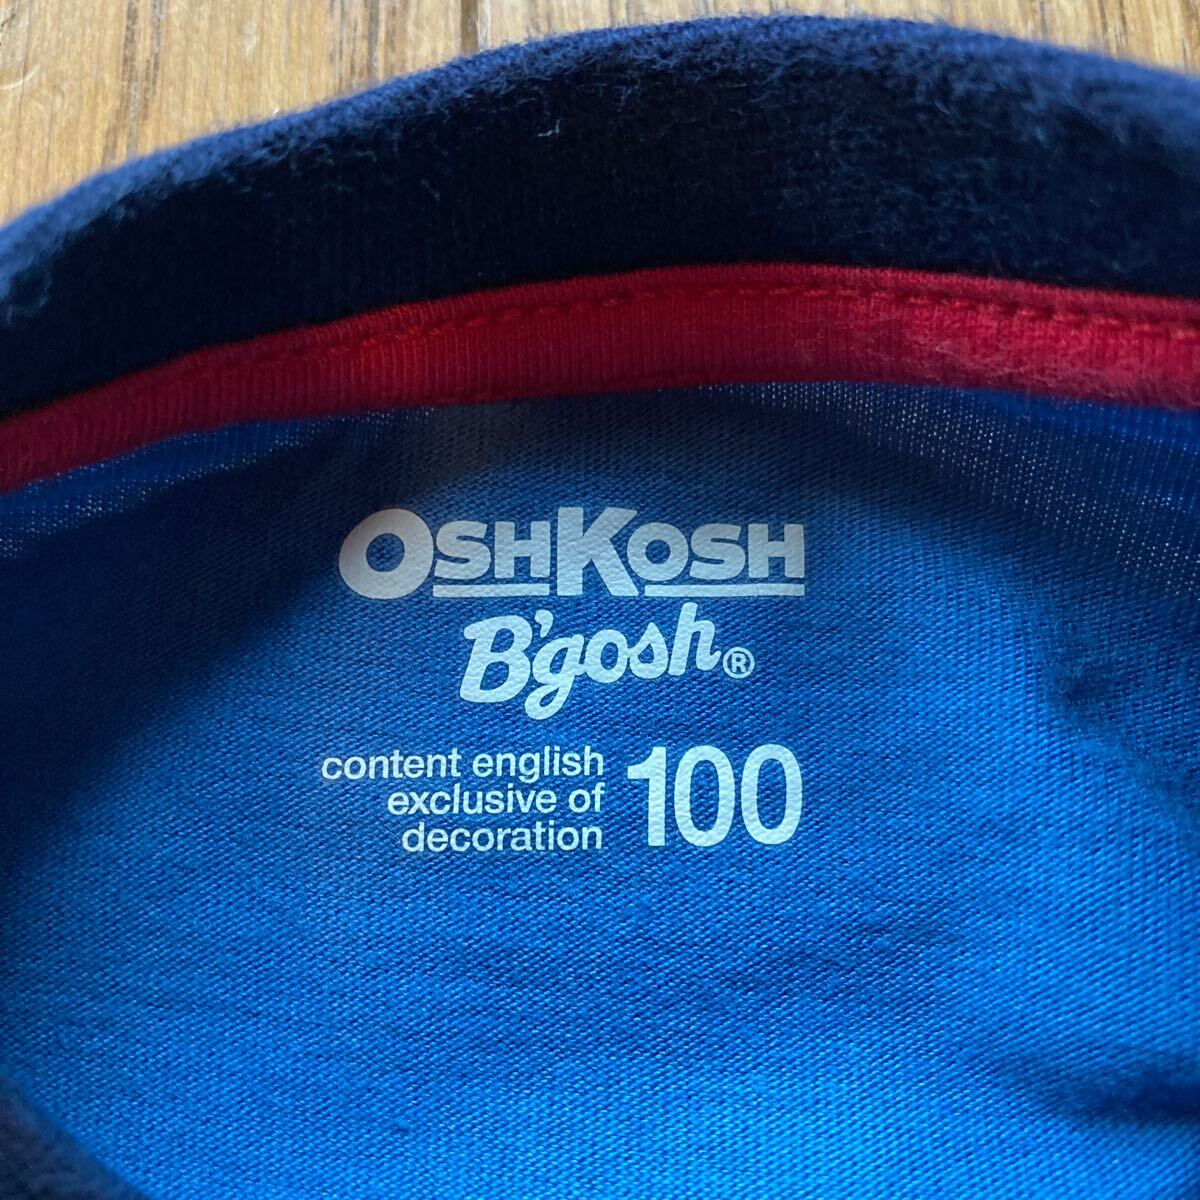 OSHKOSH
B'gosh®
content english
exclusive of
decoration
100